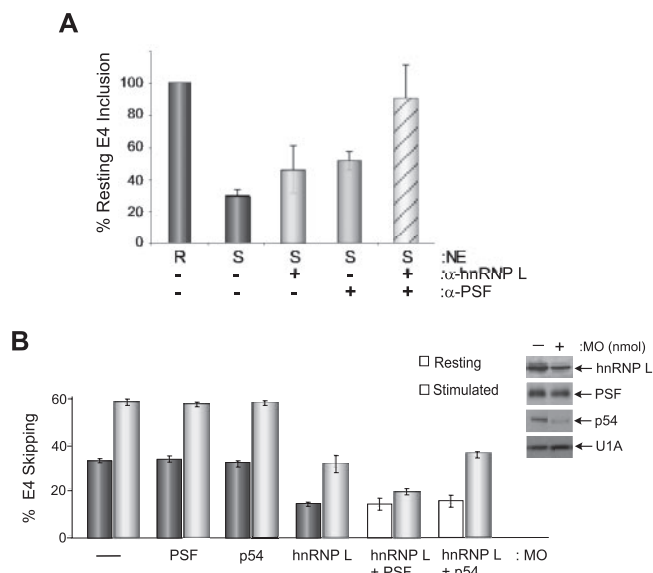 A
% Resting E4 Inclusion
100
80
60
40
20
0
R S S S S :NE
- - + - + :α-hnRNP L
- - - + + :α-PSF
B
% E4 Skipping
60
40
20
0
Resting
Stimulated
— + :MO (nmol)
hnRNP L
PSF
p54
U1A
— PSF p54 hnRNP L hnRNP L hnRNP L : MO
+ PSF + p54